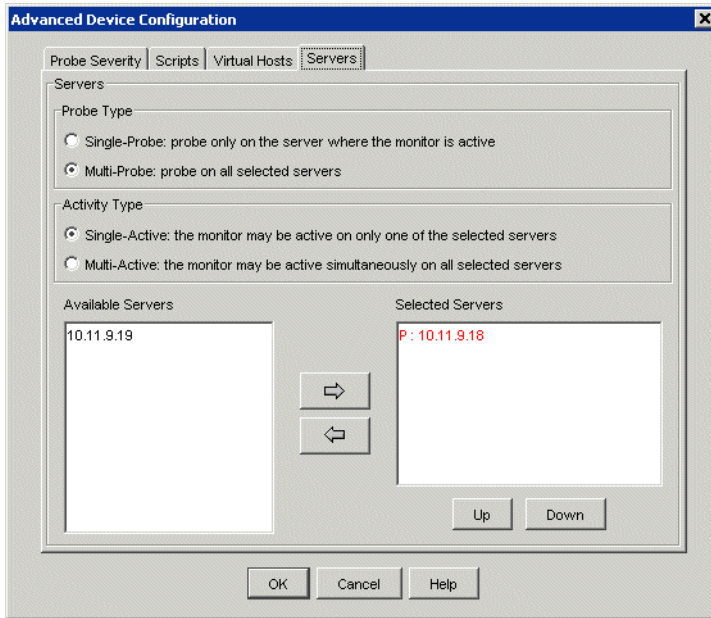 Advanced Device Configuration
Probe Severity Scripts Virtual Hosts Servers
Servers
Probe Type
Single-Probe: probe only on the server where the monitor is active
Multi-Probe: probe on all selected servers
Activity Type
Single-Active: the monitor may be active on only one of the selected servers
Multi-Active: the monitor may be active simultaneously on all selected servers
Available Servers Selected Servers
10.11.9.19 P : 10.11.9.18
Up Down
OK Cancel Help